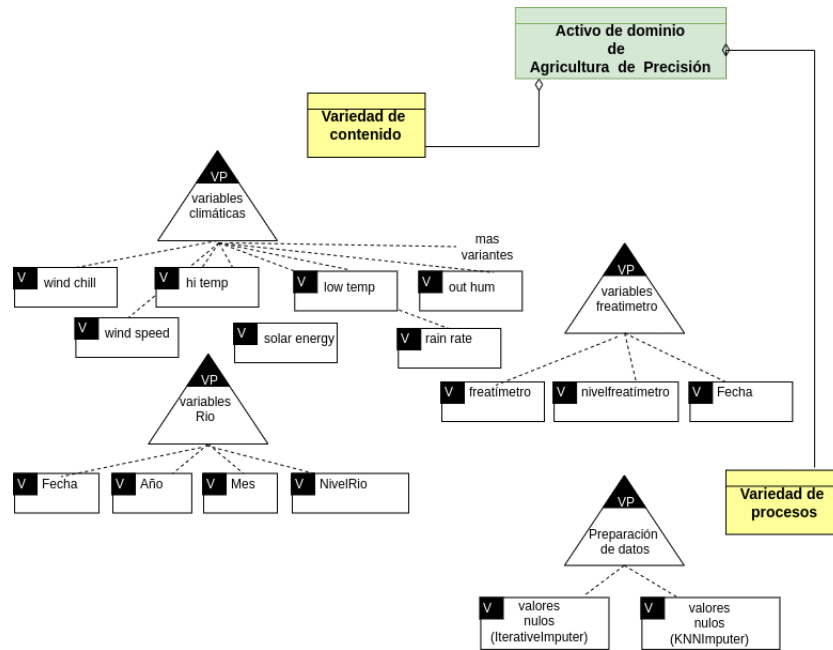 Activo de dominio
de
Agricultura de Precisión
Variedad de
contenido
VP
variables
climáticas
mas
variantes
V wind chill
V hi temp
V low temp
V out hum
V wind speed
V solar energy
V rain rate
VP
variables
freatimetro
VP
variables
Rio
V freatímetro
V nivelfreatímetro
V Fecha
V Fecha
V Año
V Mes
V NivelRio
Variedad de
procesos
VP
Preparación
de datos
V valores
nulos
(IterativeImputer)
V valores
nulos
(KNNImputer)